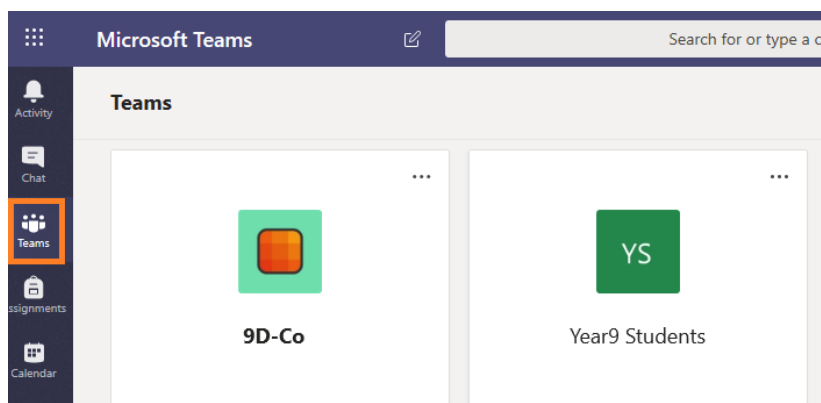 Microsoft Teams
Search for or type a c
Activity
Teams
Chat
Teams
YS
9D-Co
Year9 Students
ssignments
Calendar